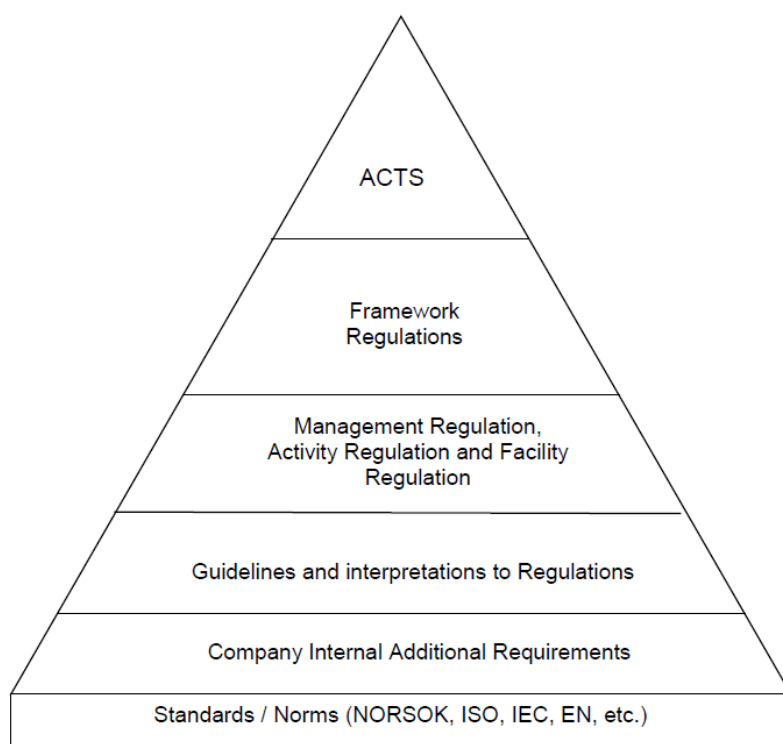 ACTS
Framework
Regulations
Management Regulation,
Activity Regulation and Facility
Regulation
Guidelines and interpretations to Regulations
Company Internal Additional Requirements
Standards / Norms (NORSOK, ISO, IEC, EN, etc.)